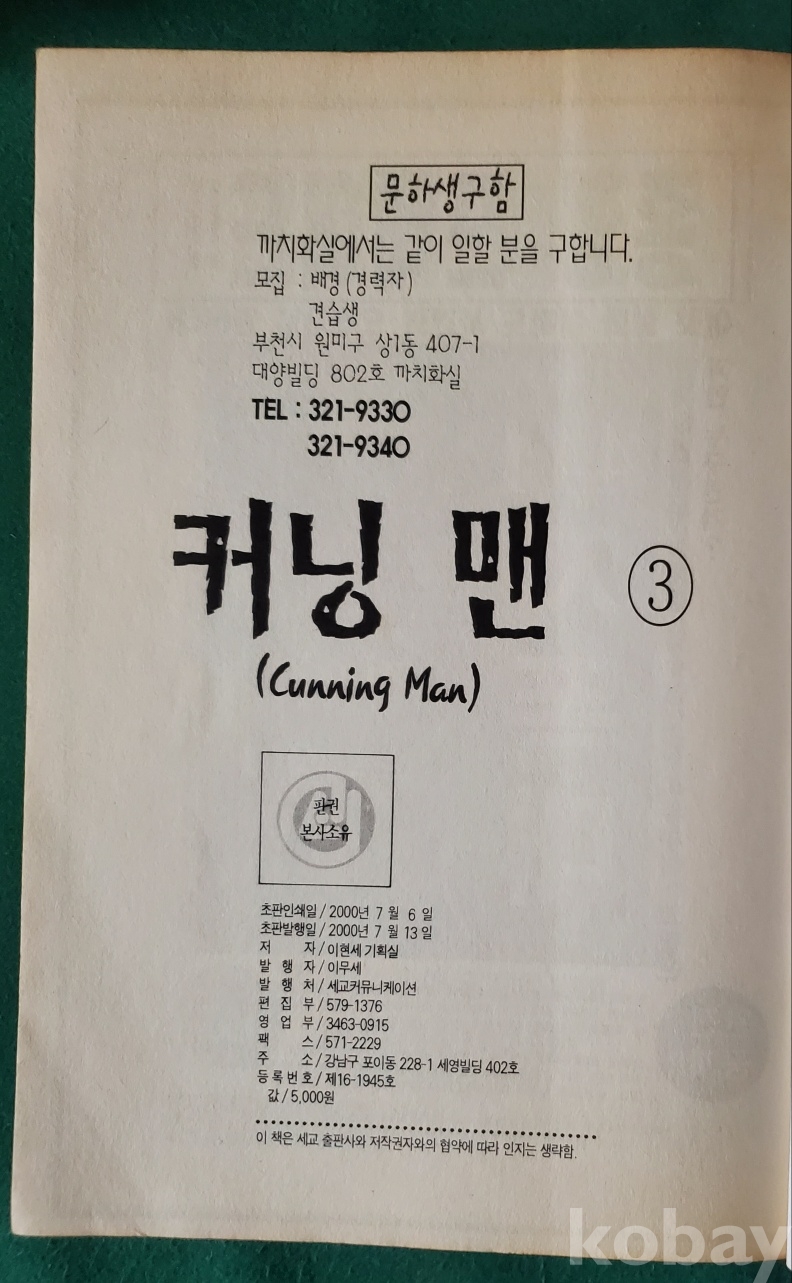 문하생구함
까치화실에서는 같이 일할 분을 구합니다.
모집 : 배경 (경력자)
견습생
부천시 원미구 상1동 407-1
대양빌딩 802호 까치화실
TEL : 321-9330
321-9340
커닝 맨 ③
(Cunning Man)
판권
본사소유
초판인쇄일 / 2000년 7 월 6 일
초판발행일 / 2000년 7 월 13 일
저 자 / 이현세 기획실
발 행 자 / 이무세
발 행 처 / 세교커뮤니케이션
편 집 부 / 579-1376
영 업 부 / 3463-0915
팩 스 / 571-2229
주 소 / 강남구 포이동 228-1 세영빌딩 402호
등 록 번 호 / 제16-1945호
값 / 5,000원
이 책은 세교 출판사와 저작권자와의 협약에 따라 인지는 생략함.
kobay